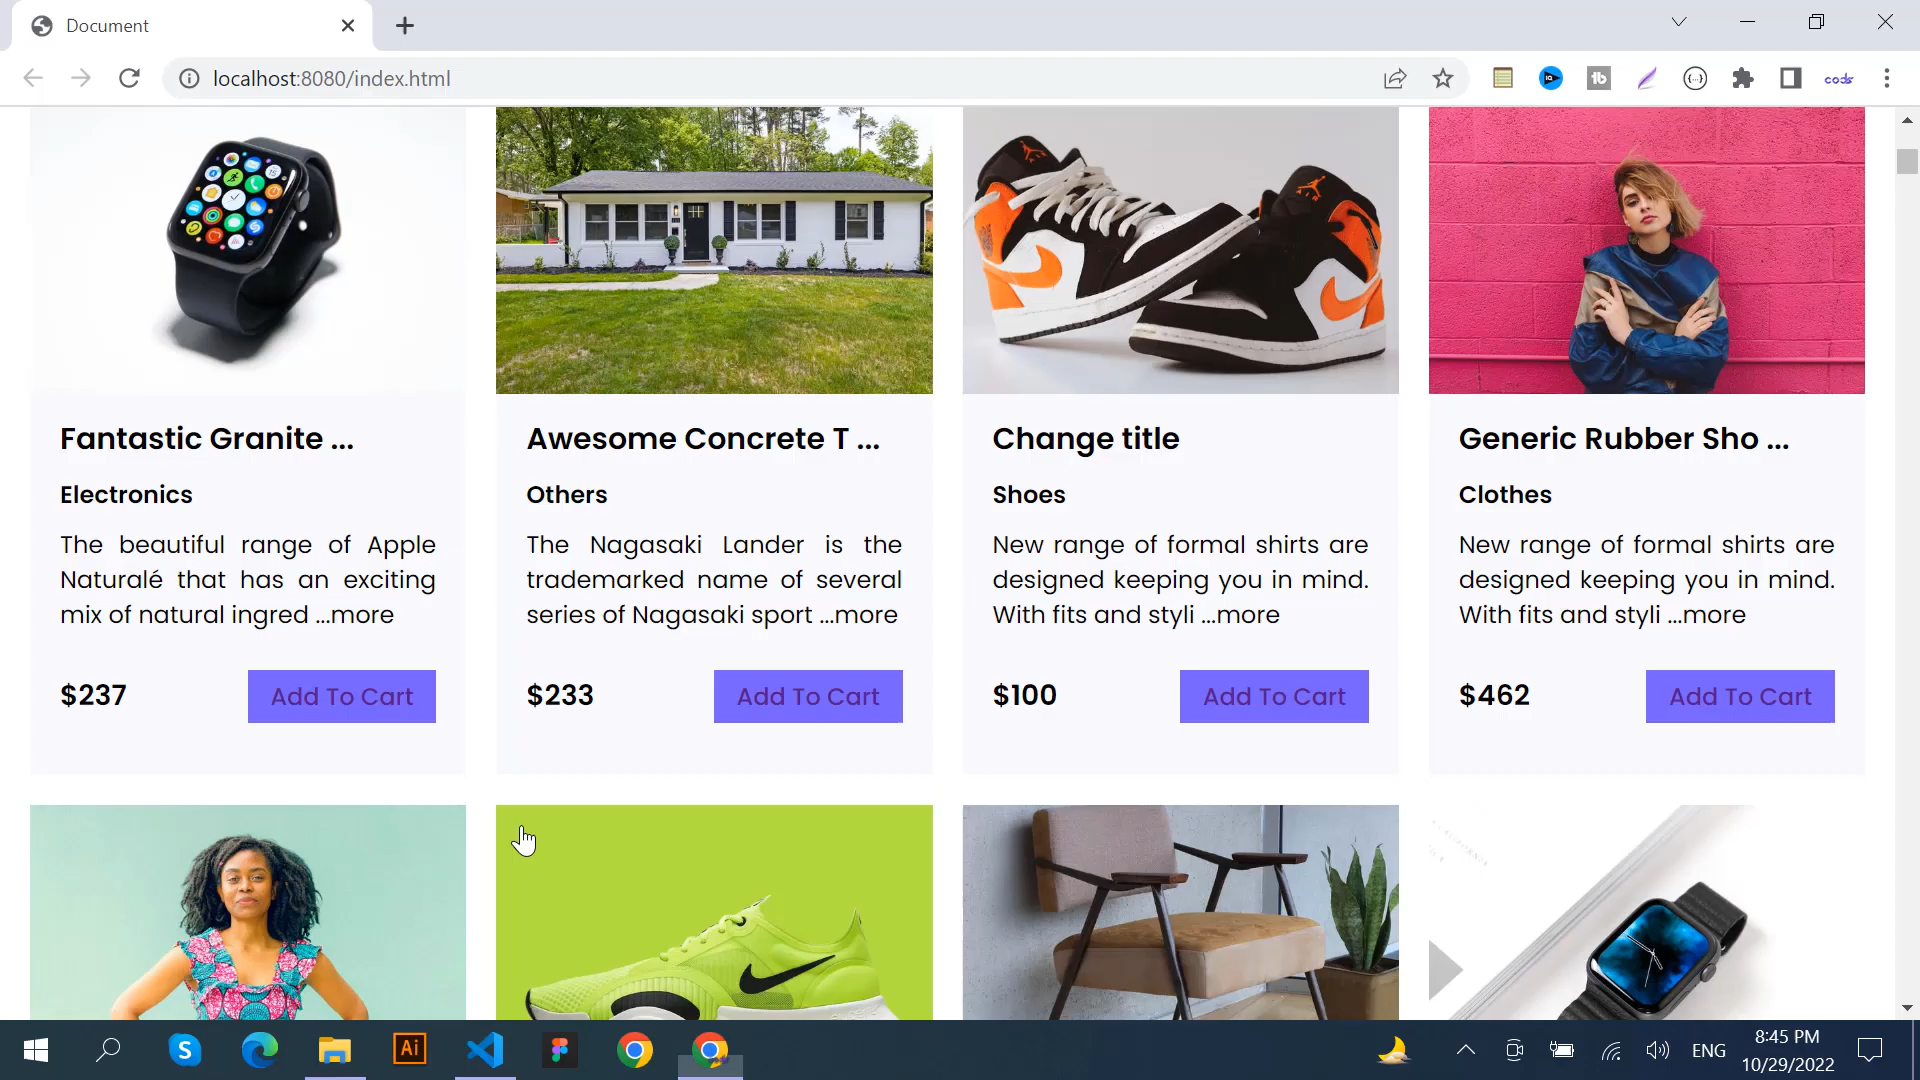 Document
localhost:8080/index.html
Fantastic Granite ...
Electronics
The beautiful range of Apple
Naturalé that has an exciting
mix of natural ingred ...more
$237
Add To Cart
Awesome Concrete T ...
Others
The Nagasaki Lander is the
trademarked name of several
series of Nagasaki sport ...more
$233
Add To Cart
Change title
Shoes
New range of formal shirts are
designed keeping you in mind.
With fits and styli ...more
$100
Add To Cart
Generic Rubber Sho ...
Clothes
New range of formal shirts are
designed keeping you in mind.
With fits and styli ...more
$462
Add To Cart
Ai
ENG
8:45 PM
10/29/2022